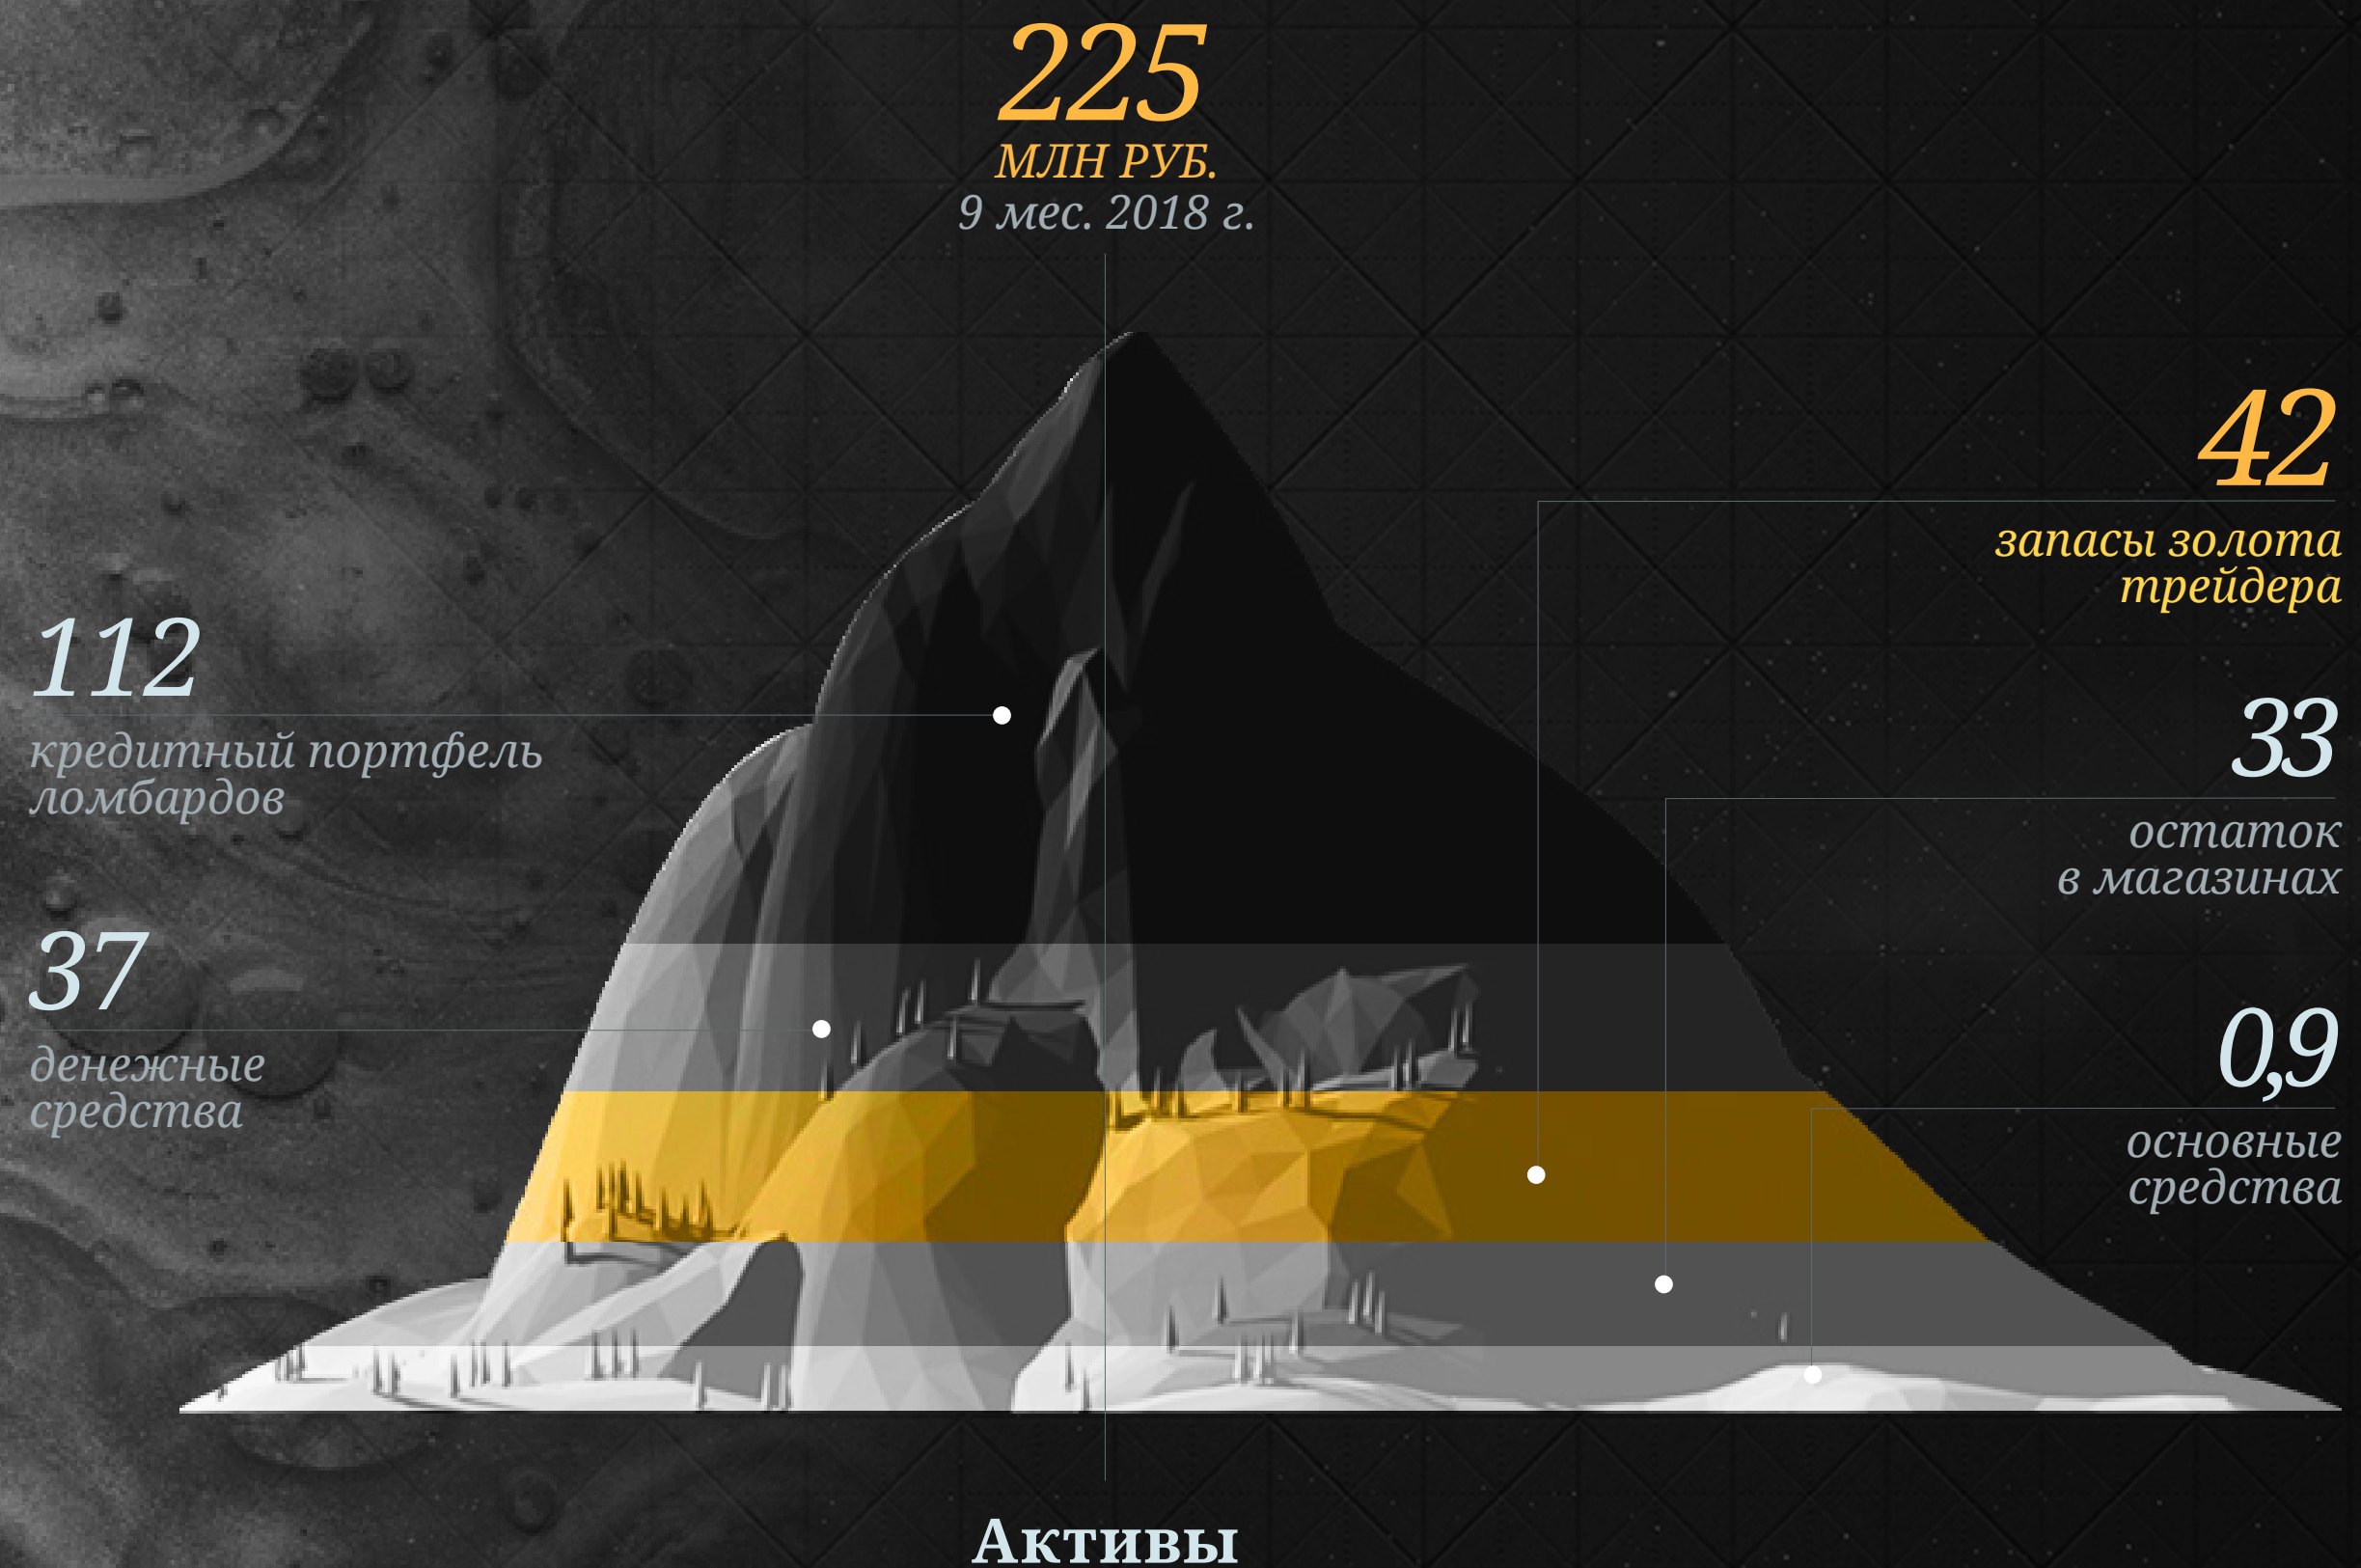 225
МЛН РУБ.
9 мес. 2018 г.
112
кредитный портфель
ломбардов
37
денежные
средства
42
запасы золота
трейдера
33
остаток
в магазинах
0,9
основные
средства
Активы